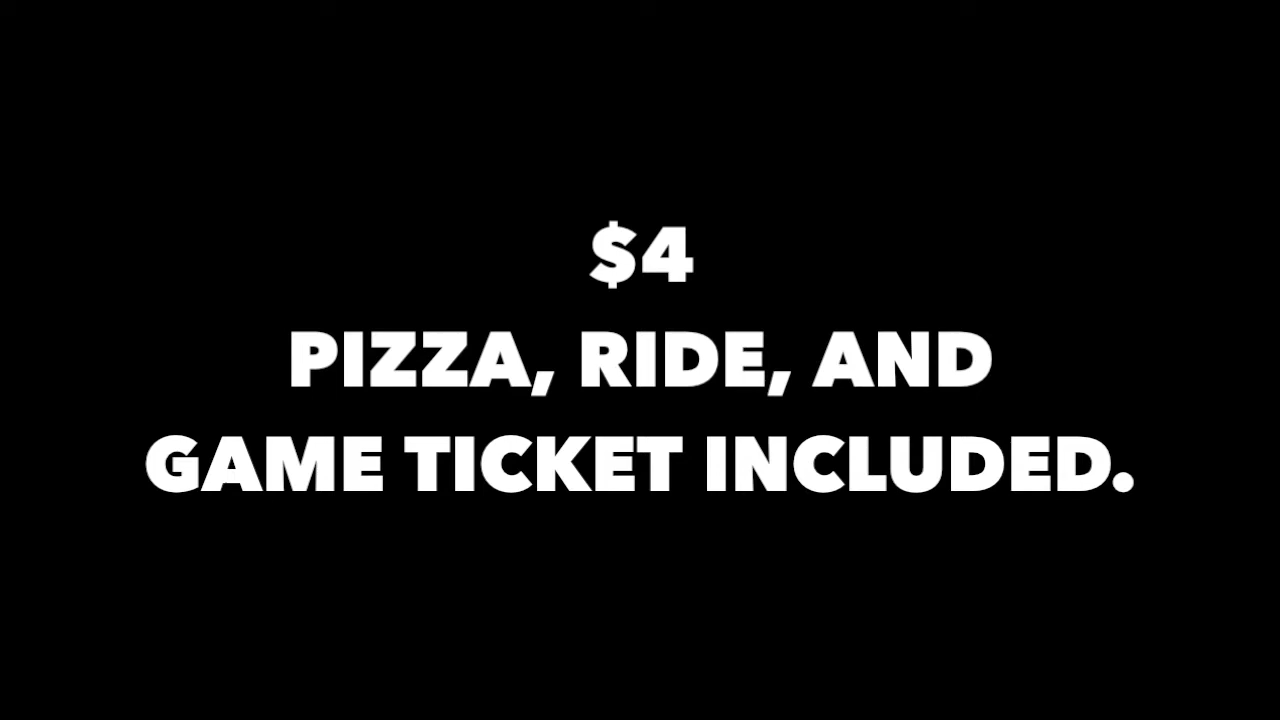 $4
PIZZA, RIDE, AND
GAME TICKET INCLUDED.